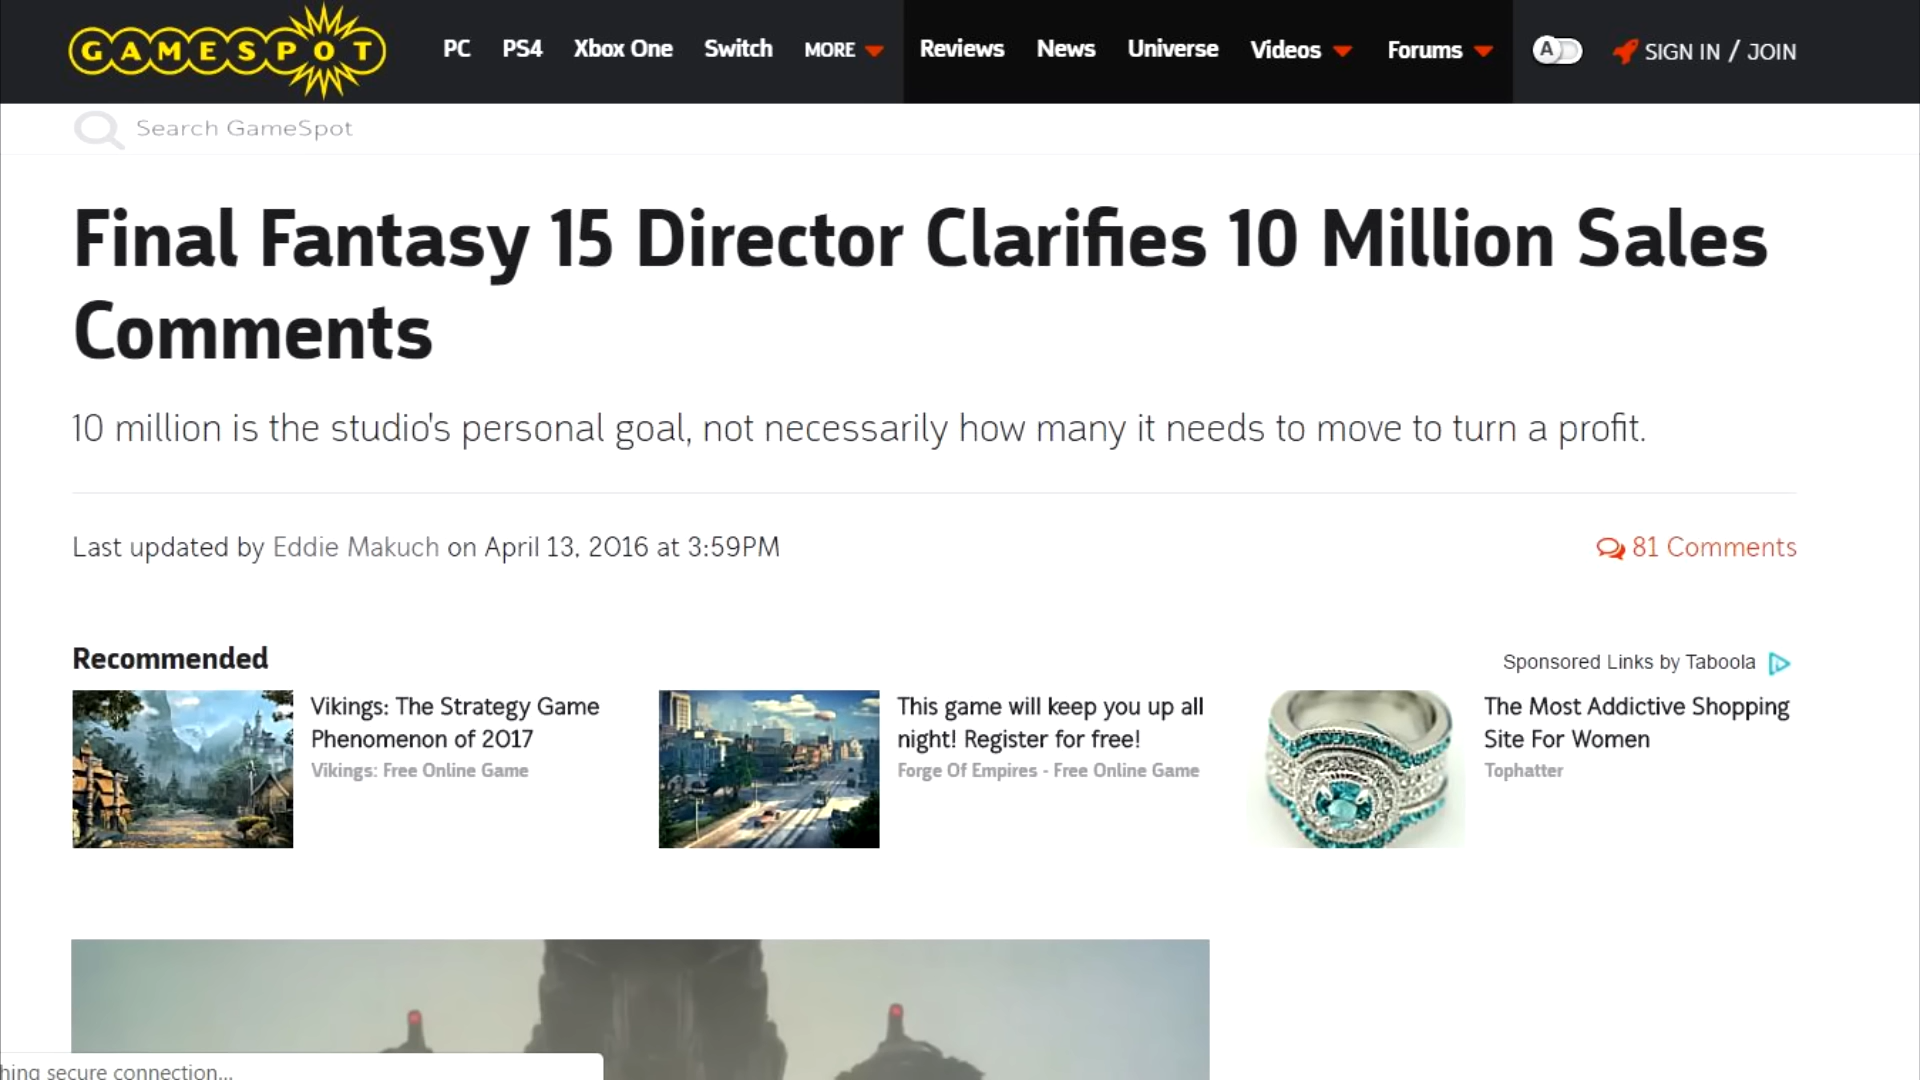 GAMESPOT
PC PS4 Xbox One Switch MORE Reviews News Universe Videos Forums A SIGN IN / JOIN
Search GameSpot
Final Fantasy 15 Director Clarifies 10 Million Sales
Comments
10 million is the studio's personal goal, not necessarily how many it needs to move to turn a profit.
Last updated by Eddie Makuch on April 13, 2016 at 3:59PM
81 Comments
Recommended
Sponsored Links by Taboola
Vikings: The Strategy Game
Phenomenon of 2017
Vikings: Free Online Game
This game will keep you up all
night! Register for free!
Forge Of Empires - Free Online Game
The Most Addictive Shopping
Site For Women
Tophatter
hing secure connection...